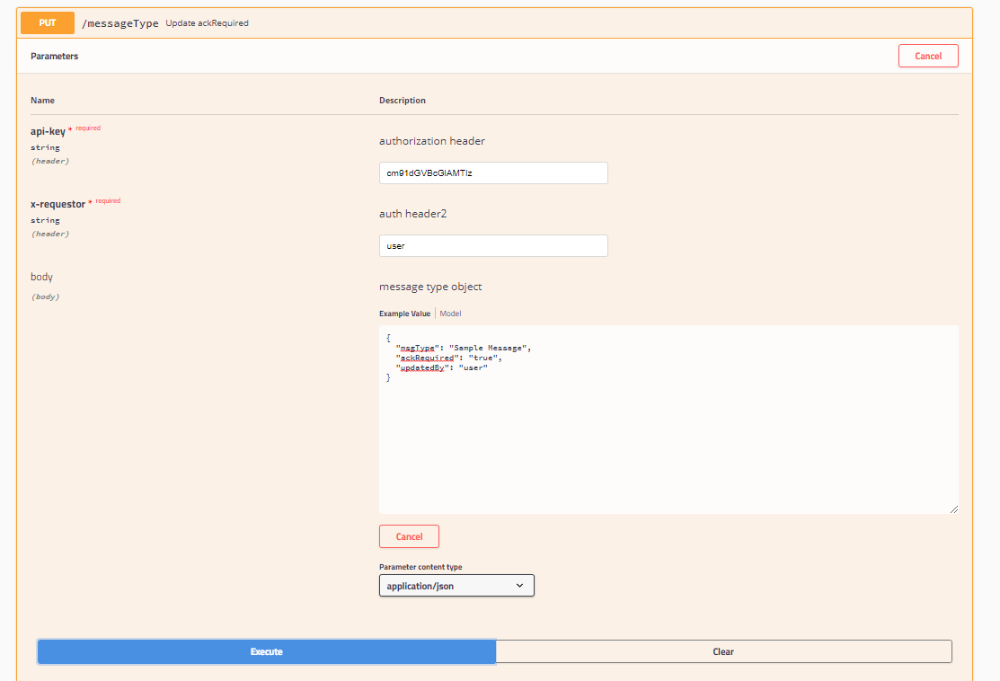 PUT /messageType Update ackRequired
Parameters Cancel
Name Description
api-key * required
string
(header)
authorization header
cm91dGVBcGlAMTIz
x-requestor * required
string
(header)
auth header2
user
body
(body)
message type object
Example Value Model
{
"msgType": "Sample Message",
"ackRequired": "true",
"updatedBy": "user"
}
Cancel
Parameter content type
application/json
Execute Clear